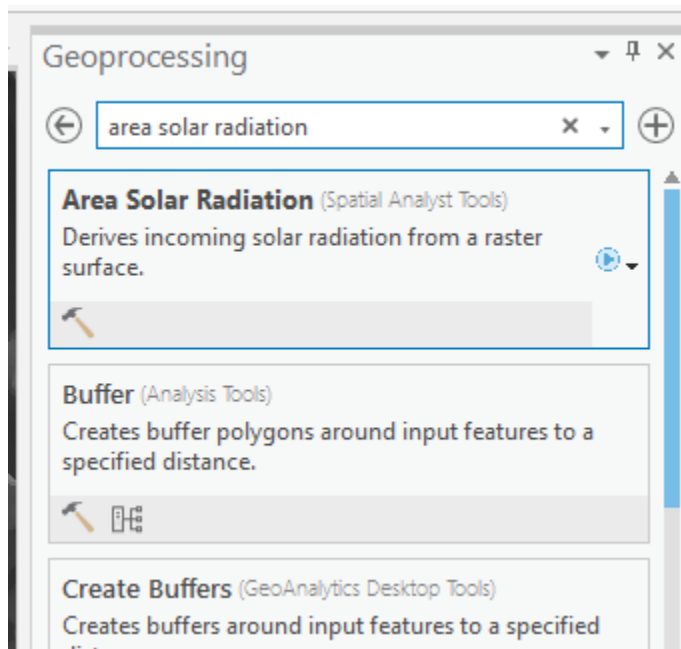 Geoprocessing
area solar radiation
Area Solar Radiation (Spatial Analyst Tools)
Derives incoming solar radiation from a raster
surface.
Buffer (Analysis Tools)
Creates buffer polygons around input features to a
specified distance.
Create Buffers (GeoAnalytics Desktop Tools)
Creates buffers around input features to a specified